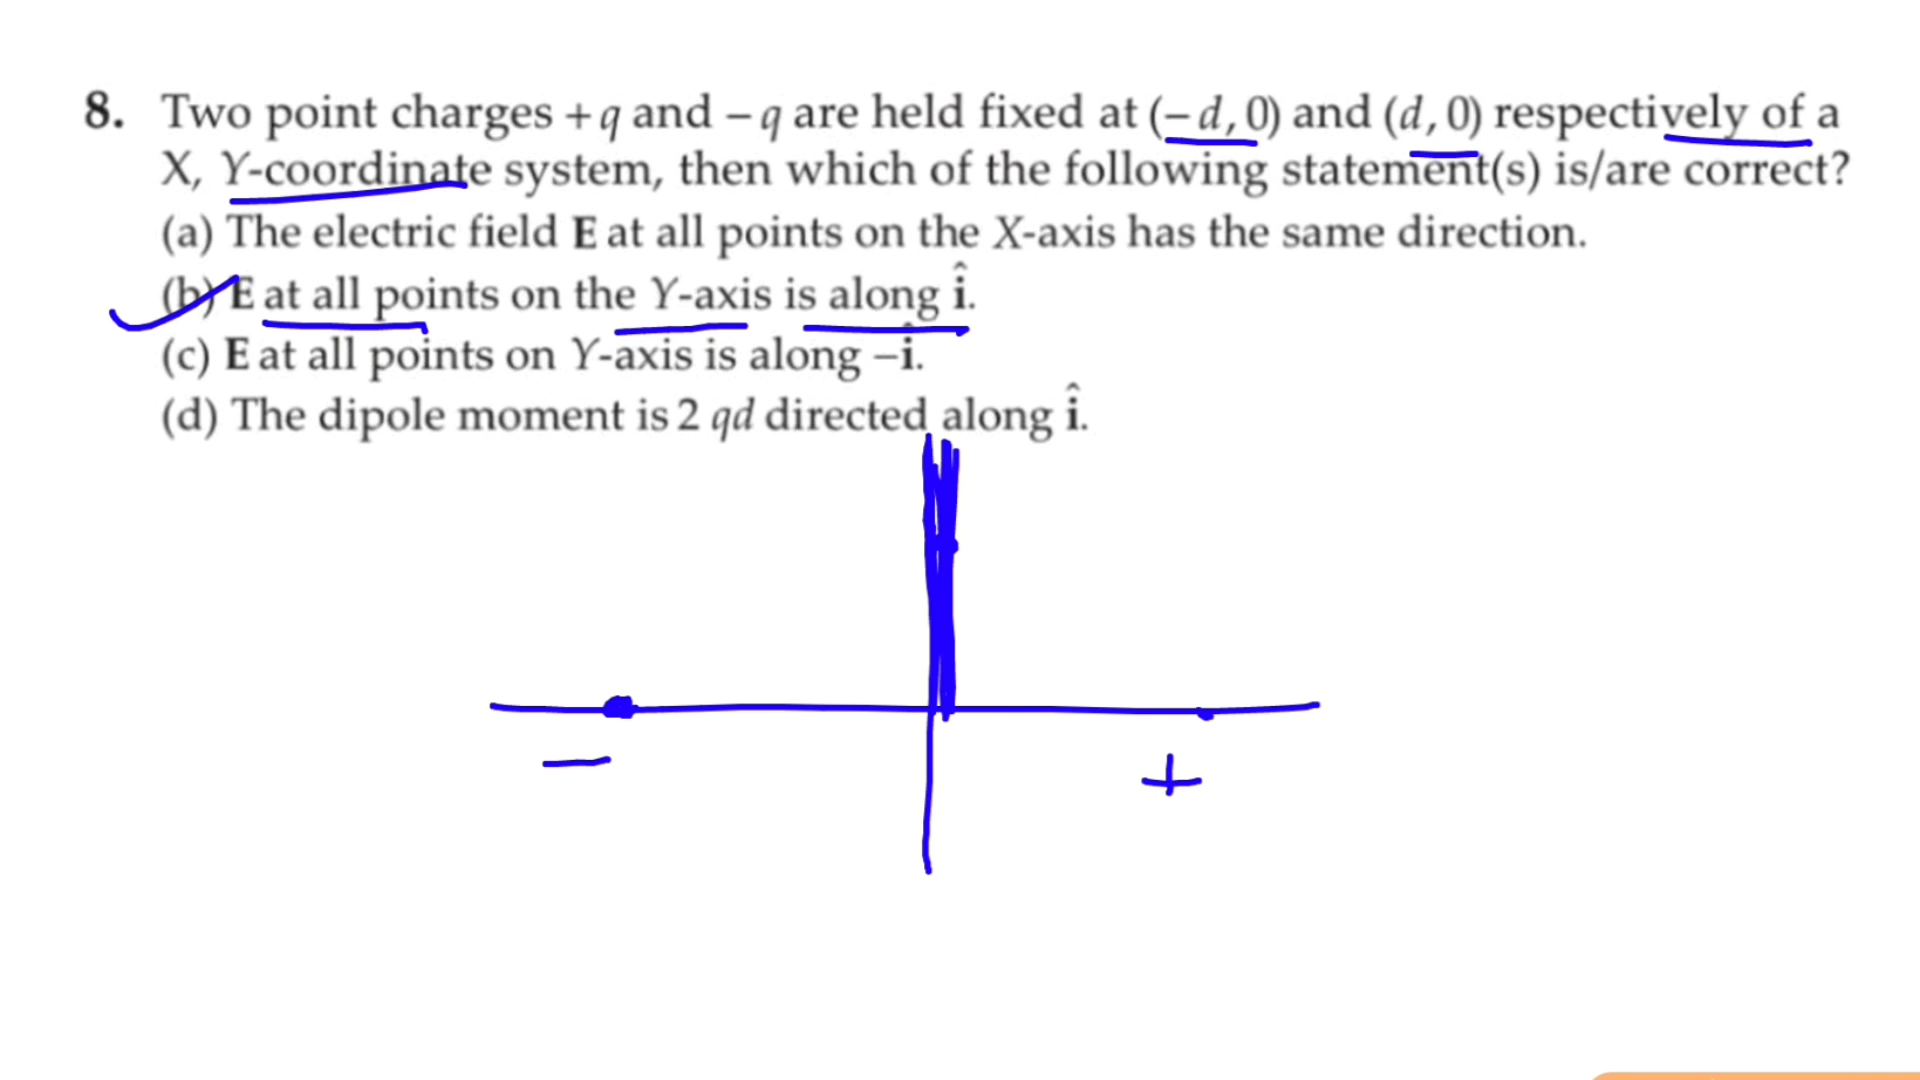 8. Two point charges +q and –q are held fixed at (–d, 0) and (d, 0) respectively of a
X, Y-coordinate system, then which of the following statement(s) is/are correct?
(a) The electric field E at all points on the X-axis has the same direction.
(b) E at all points on the Y-axis is along î.
(c) E at all points on Y-axis is along –î.
(d) The dipole moment is 2 qd directed along î.
– +